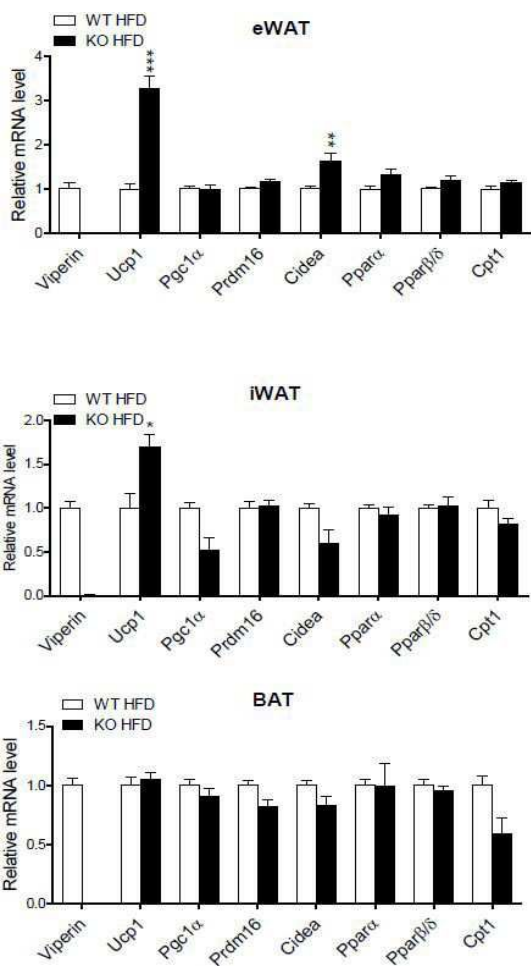 WT HFD
KO HFD
eWAT
Relative mRNA level
4
3
2
1
0
***
**
Viperin Ucp1 Pgc1α Prdm16 Cidea Pparα Pparβ/δ Cpt1
WT HFD
KO HFD
iWAT
Relative mRNA level
2.0
1.5
1.0
0.5
0.0
*
Viperin Ucp1 Pgc1α Prdm16 Cidea Pparα Pparβ/δ Cpt1
WT HFD
KO HFD
BAT
Relative mRNA level
1.5
1.0
0.5
0.0
Viperin Ucp1 Pgc1α Prdm16 Cidea Pparα Pparβ/δ Cpt1